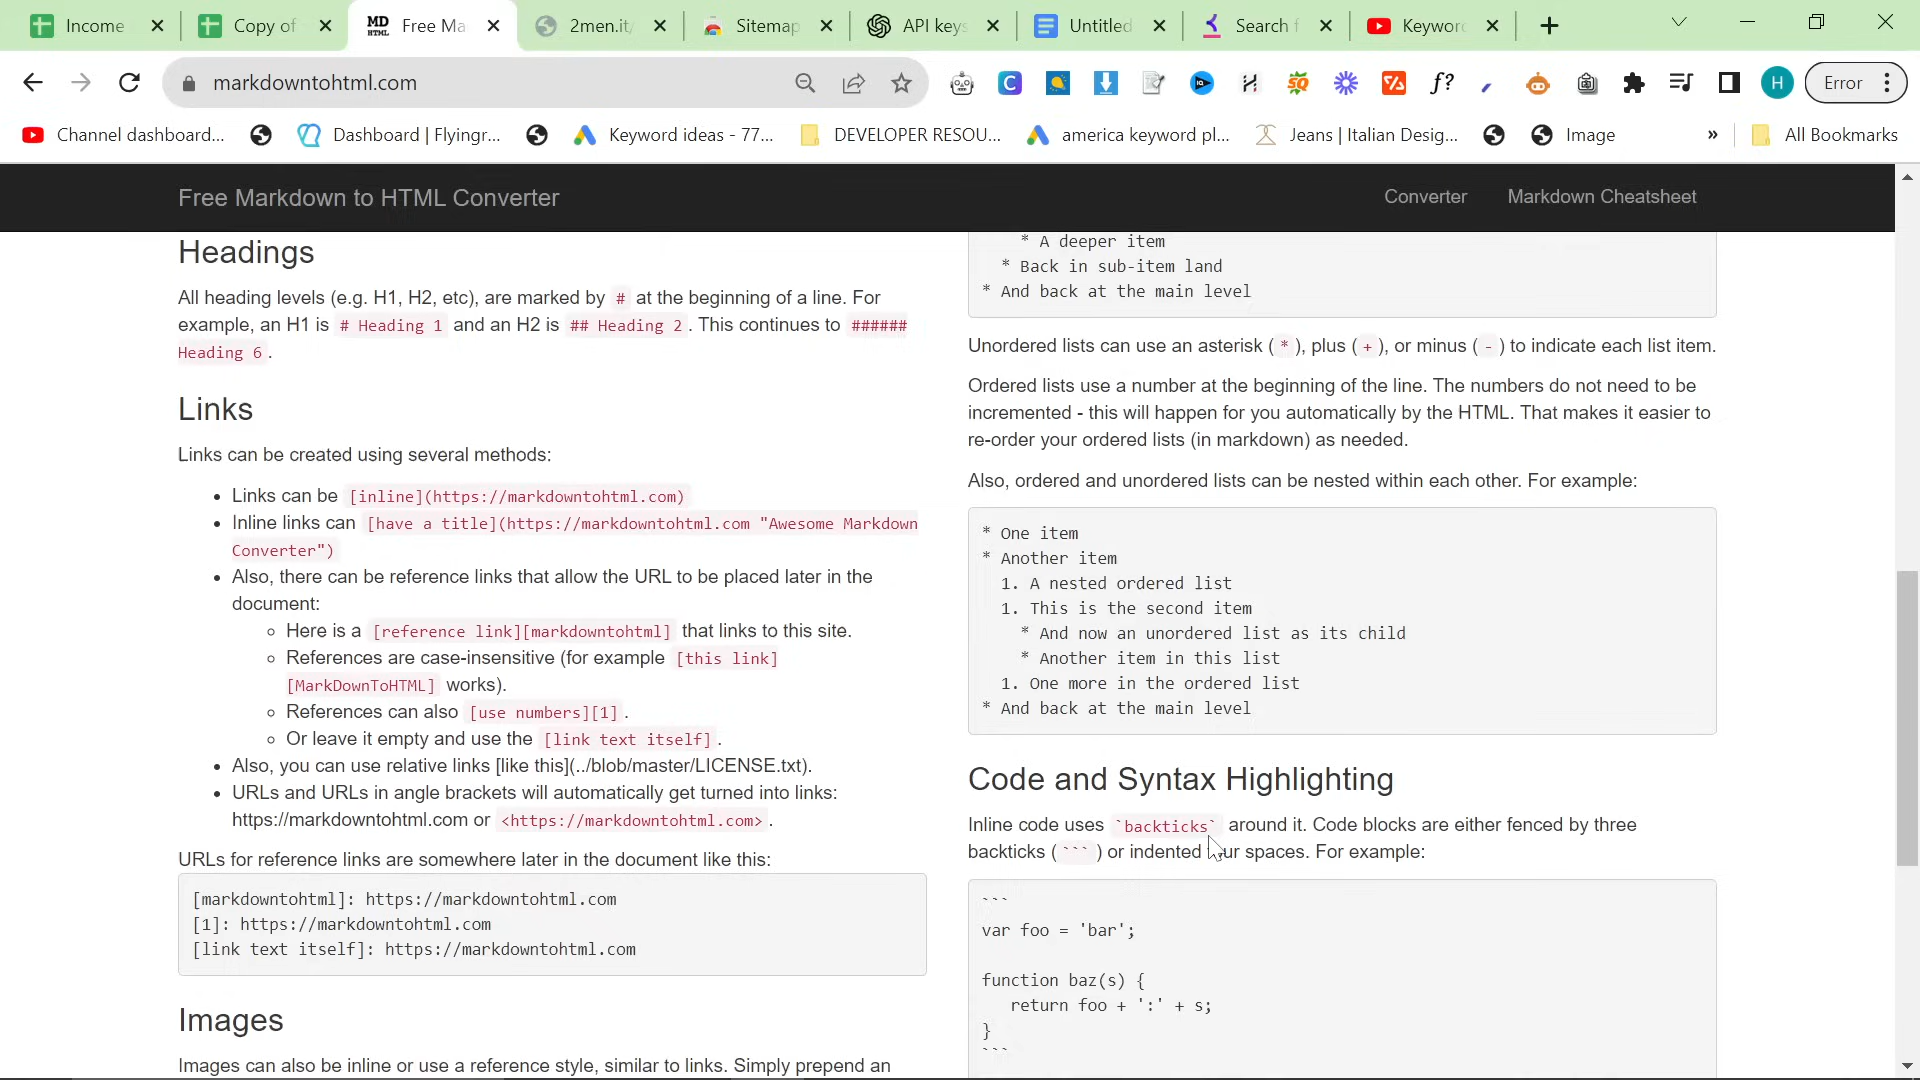 Income
Copy of
MD
HTML
Free Ma
2men.it/
Sitemap
API keys
Untitled
Search f
Keyword
markdowntohtml.com
H
Error
Channel dashboard...
Dashboard | Flyingr...
Keyword ideas - 77...
DEVELOPER RESOU...
america keyword pl...
Jeans | Italian Desig...
Image
»
All Bookmarks
Free Markdown to HTML Converter
Converter
Markdown Cheatsheet
Headings
All heading levels (e.g. H1, H2, etc), are marked by # at the beginning of a line. For
example, an H1 is # Heading 1 and an H2 is ## Heading 2 . This continues to ######
Heading 6 .
Links
Links can be created using several methods:
• Links can be [inline](https://markdowntohtml.com)
• Inline links can [have a title](https://markdowntohtml.com "Awesome Markdown
Converter")
• Also, there can be reference links that allow the URL to be placed later in the
document:
◦ Here is a [reference link][markdowntohtml] that links to this site.
◦ References are case-insensitive (for example [this link]
[MarkDownToHTML] works).
◦ References can also [use numbers][1] .
◦ Or leave it empty and use the [link text itself] .
• Also, you can use relative links [like this](../blob/master/LICENSE.txt).
• URLs and URLs in angle brackets will automatically get turned into links:
https://markdowntohtml.com or <https://markdowntohtml.com> .
URLs for reference links are somewhere later in the document like this:
[markdowntohtml]: https://markdowntohtml.com
[1]: https://markdowntohtml.com
[link text itself]: https://markdowntohtml.com
Images
Images can also be inline or use a reference style, similar to links. Simply prepend an
* A deeper item
* Back in sub-item land
* And back at the main level
Unordered lists can use an asterisk ( * ), plus ( + ), or minus ( - ) to indicate each list item.
Ordered lists use a number at the beginning of the line. The numbers do not need to be
incremented - this will happen for you automatically by the HTML. That makes it easier to
re-order your ordered lists (in markdown) as needed.
Also, ordered and unordered lists can be nested within each other. For example:
* One item
* Another item
1. A nested ordered list
1. This is the second item
* And now an unordered list as its child
* Another item in this list
1. One more in the ordered list
* And back at the main level
Code and Syntax Highlighting
Inline code uses `backticks` around it. Code blocks are either fenced by three
backticks ( ``` ) or indented four spaces. For example:
```
var foo = 'bar';
function baz(s) {
return foo + ':' + s;
}
```